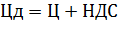 Цд = Ц + НДС